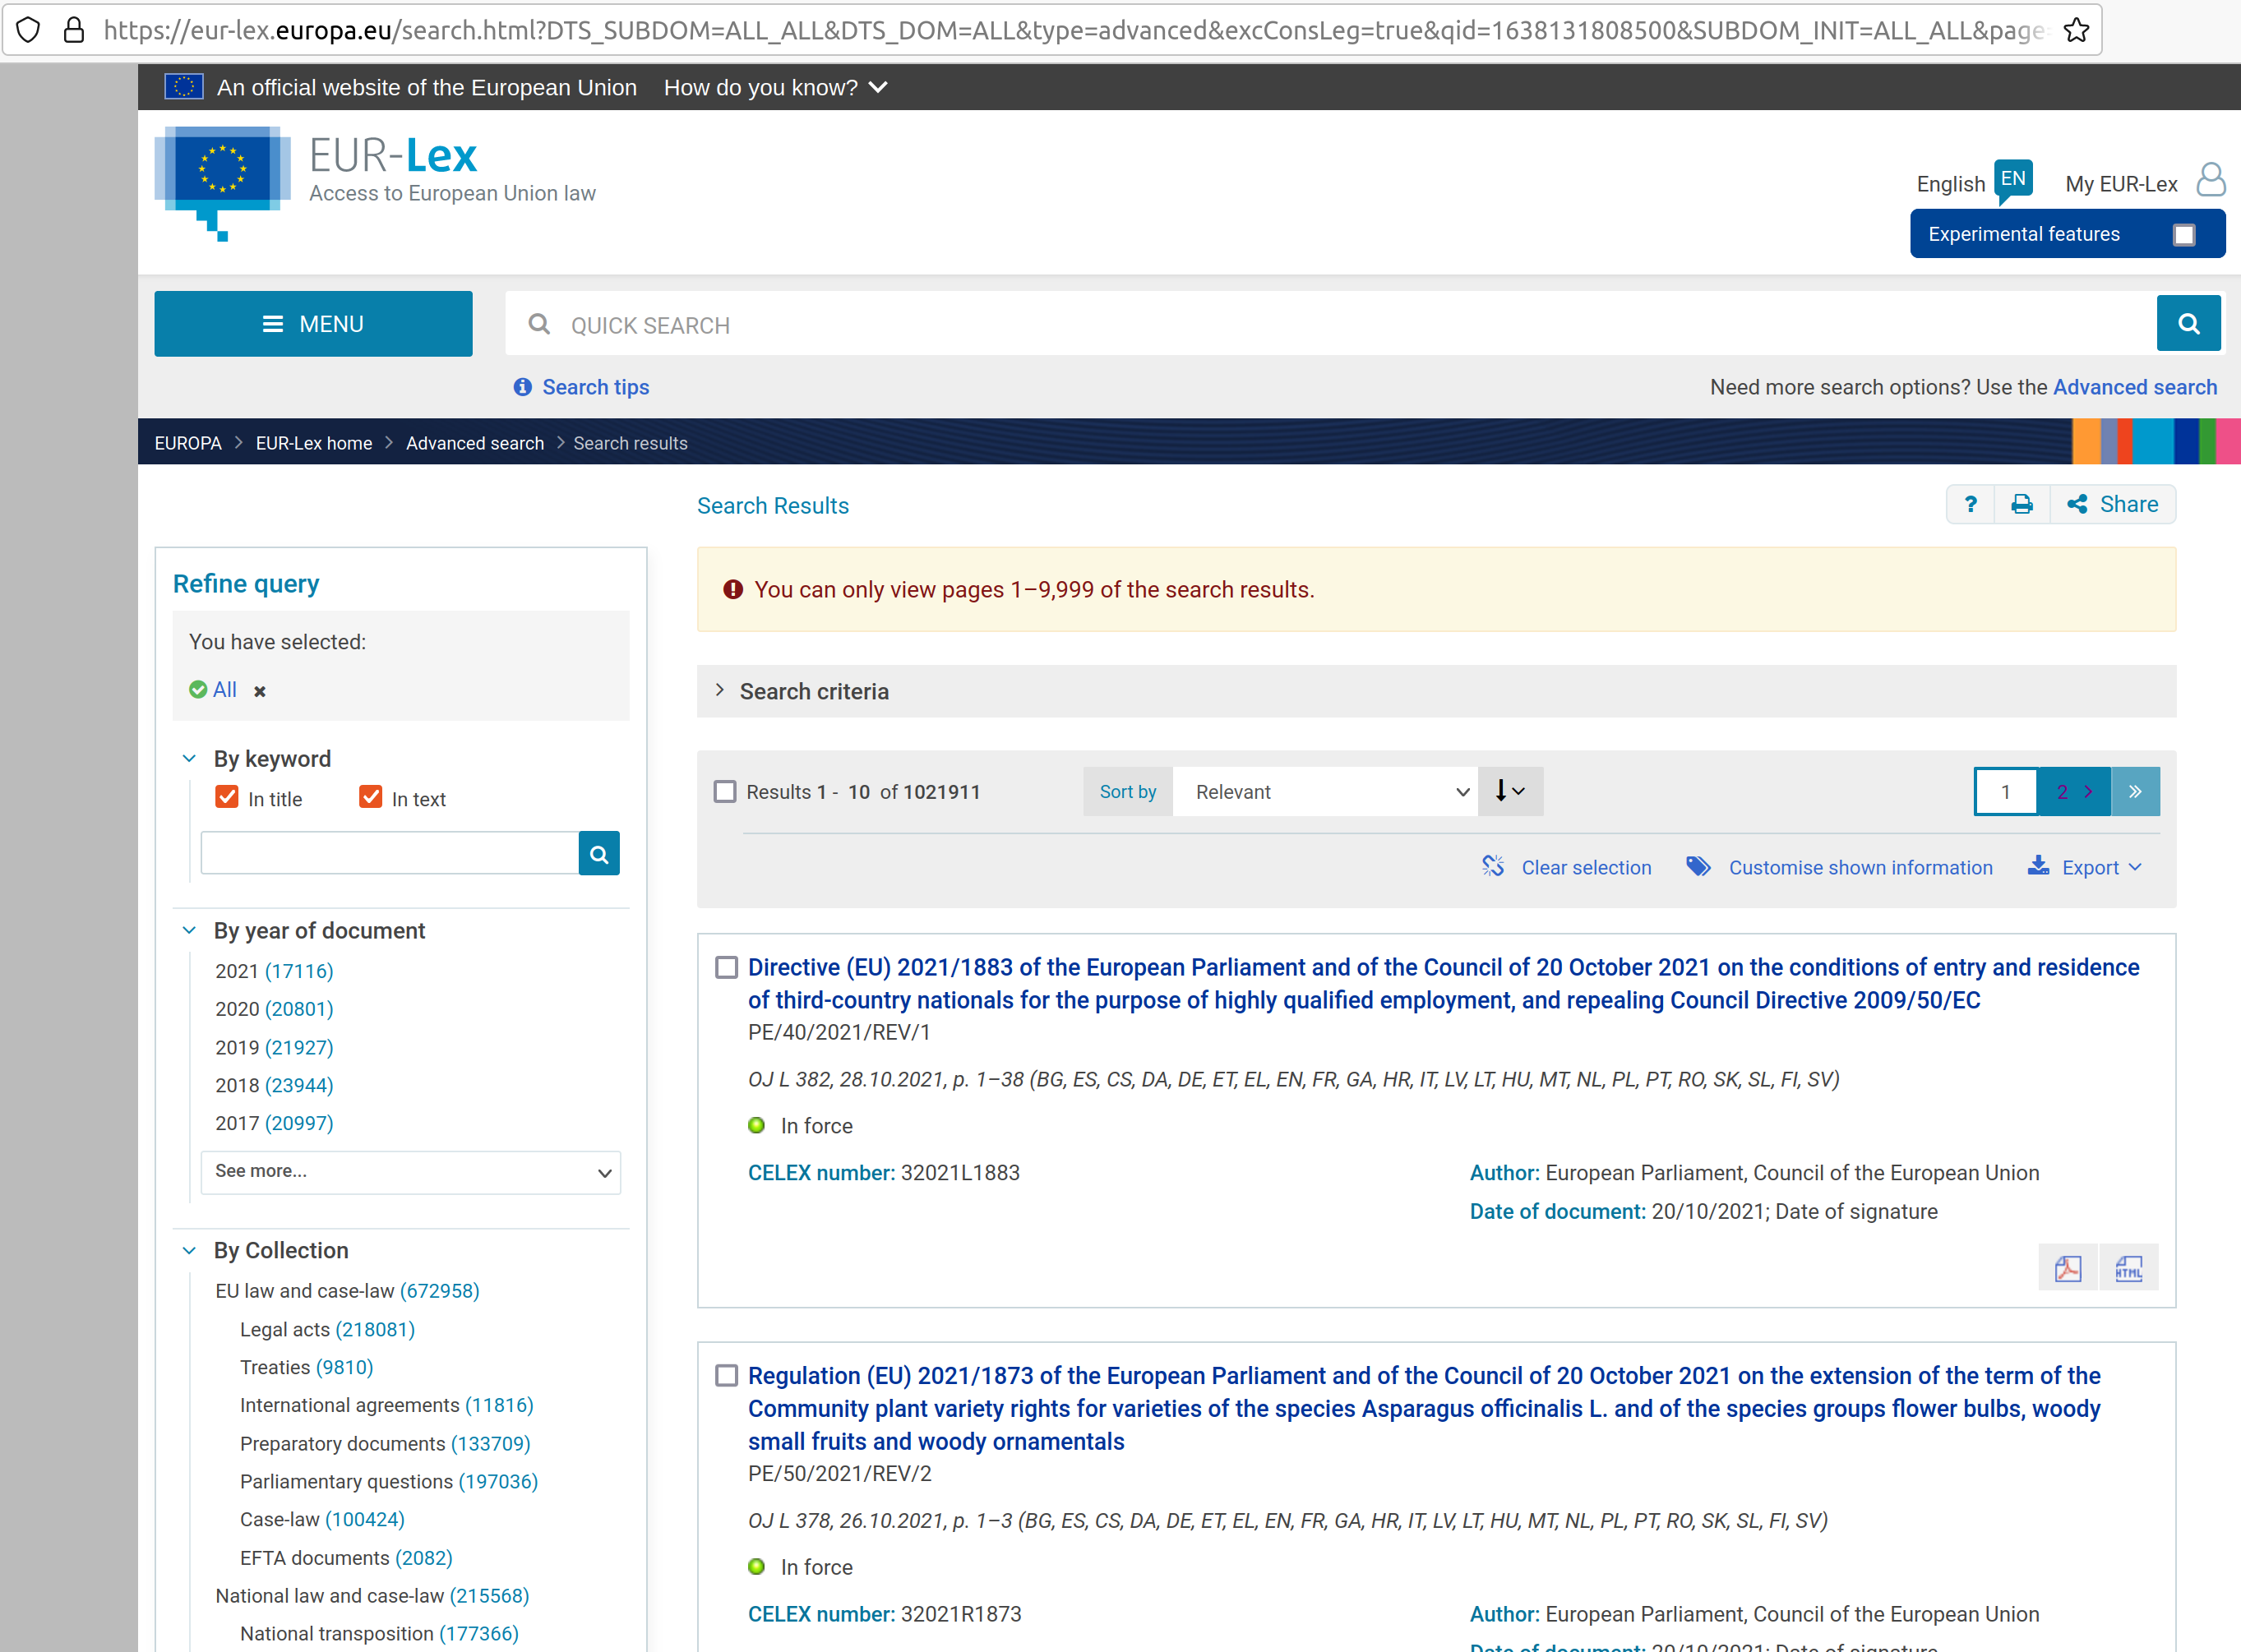 https://eur-lex.europa.eu/search.html?DTS_SUBDOM=ALL_ALL&DTS_DOM=ALL&type=advanced&excConsLeg=true&qid=1638131808500&SUBDOM_INIT=ALL_ALL&page
An official website of the European Union How do you know?
EUR-Lex
Access to European Union law
English EN My EUR-Lex
Experimental features
MENU
QUICK SEARCH
Search tips
Need more search options? Use the Advanced search
EUROPA > EUR-Lex home > Advanced search > Search results
Search Results
? Share
Refine query
You have selected:
All
By keyword
In title In text
By year of document
2021 (17116)
2020 (20801)
2019 (21927)
2018 (23944)
2017 (20997)
See more...
By Collection
EU law and case-law (672958)
Legal acts (218081)
Treaties (9810)
International agreements (11816)
Preparatory documents (133709)
Parliamentary questions (197036)
Case-law (100424)
EFTA documents (2082)
National law and case-law (215568)
National transposition (177366)
You can only view pages 1–9,999 of the search results.
Search criteria
Results 1 - 10 of 1021911
Sort by Relevant
1 2 > »
Clear selection Customise shown information Export
Directive (EU) 2021/1883 of the European Parliament and of the Council of 20 October 2021 on the conditions of entry and residence
of third-country nationals for the purpose of highly qualified employment, and repealing Council Directive 2009/50/EC
PE/40/2021/REV/1
OJ L 382, 28.10.2021, p. 1–38 (BG, ES, CS, DA, DE, ET, EL, EN, FR, GA, HR, IT, LV, LT, HU, MT, NL, PL, PT, RO, SK, SL, FI, SV)
In force
CELEX number: 32021L1883
Author: European Parliament, Council of the European Union
Date of document: 20/10/2021; Date of signature
HTML
Regulation (EU) 2021/1873 of the European Parliament and of the Council of 20 October 2021 on the extension of the term of the
Community plant variety rights for varieties of the species Asparagus officinalis L. and of the species groups flower bulbs, woody
small fruits and woody ornamentals
PE/50/2021/REV/2
OJ L 378, 26.10.2021, p. 1–3 (BG, ES, CS, DA, DE, ET, EL, EN, FR, GA, HR, IT, LV, LT, HU, MT, NL, PL, PT, RO, SK, SL, FI, SV)
In force
CELEX number: 32021R1873
Author: European Parliament, Council of the European Union
Date of document: 20/10/2021; Date of signature